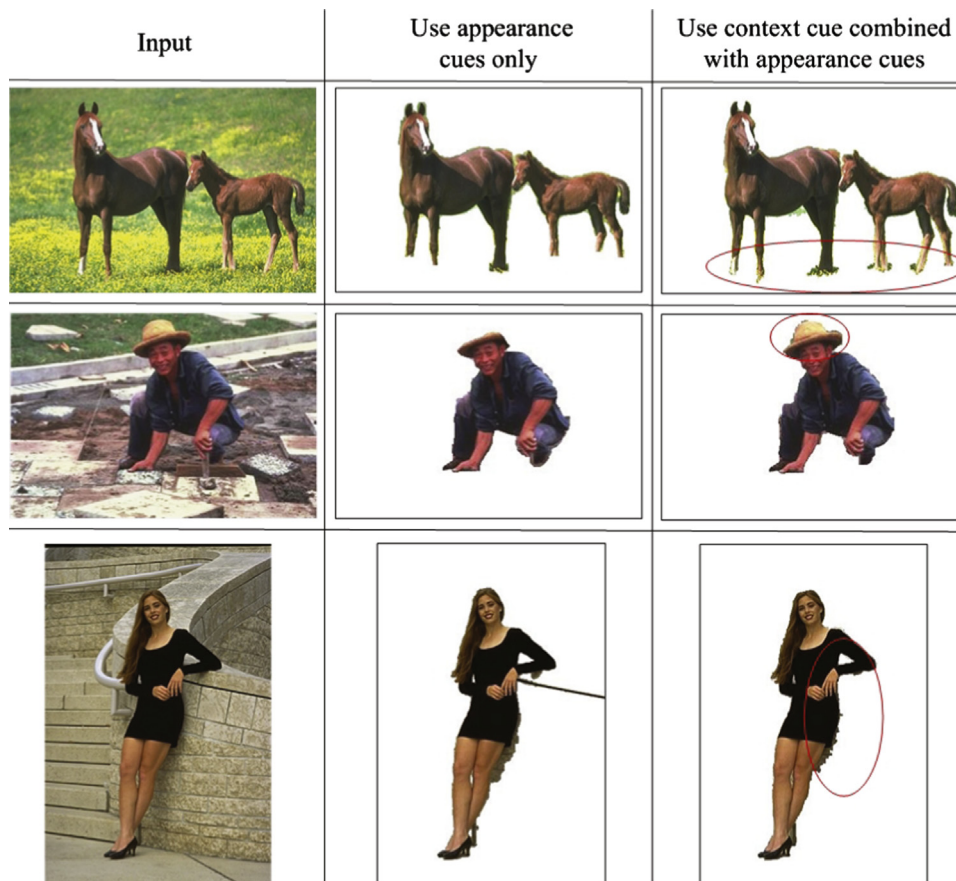 Input
Use appearance
cues only
Use context cue combined
with appearance cues